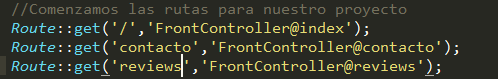 //Comenzamos las rutas para nuestro proyecto
Route::get('/','FrontController@index');
Route::get('contacto','FrontController@contacto');
Route::get('reviews','FrontController@reviews');